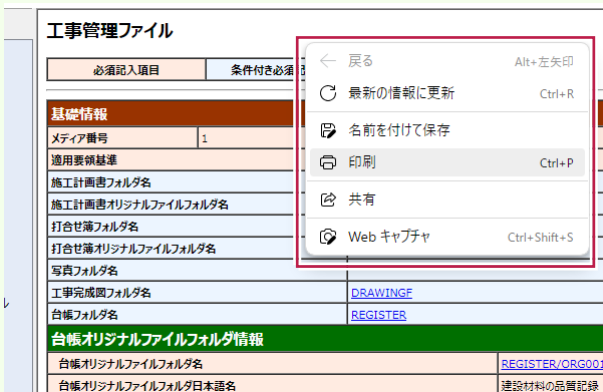 工事管理ファイル
必須記入項目 条件付き必須記
戻る Alt+左矢印
最新の情報に更新 Ctrl+R
名前を付けて保存
印刷 Ctrl+P
共有
Web キャプチャ Ctrl+Shift+S
基礎情報
メディア番号 1
適用要領基準
施工計画書フォルダ名
施工計画書オリジナルファイルフォルダ名
打合せ簿フォルダ名
打合せ簿オリジナルファイルフォルダ名
写真フォルダ名
工事完成図フォルダ名 DRAWINGF
台帳フォルダ名 REGISTER
台帳オリジナルファイルフォルダ情報
台帳オリジナルファイルフォルダ名 REGISTER/ORG001
台帳オリジナルファイルフォルダ日本語名 建設材料の品質記録
ル